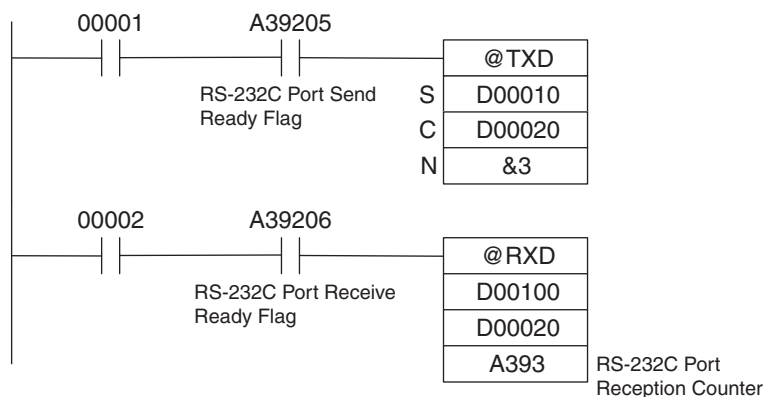 00001 A39205
@TXD
RS-232C Port Send
Ready Flag
S D00010
C D00020
N &3
00002 A39206
@RXD
RS-232C Port Receive
Ready Flag
D00100
D00020
A393
RS-232C Port
Reception Counter